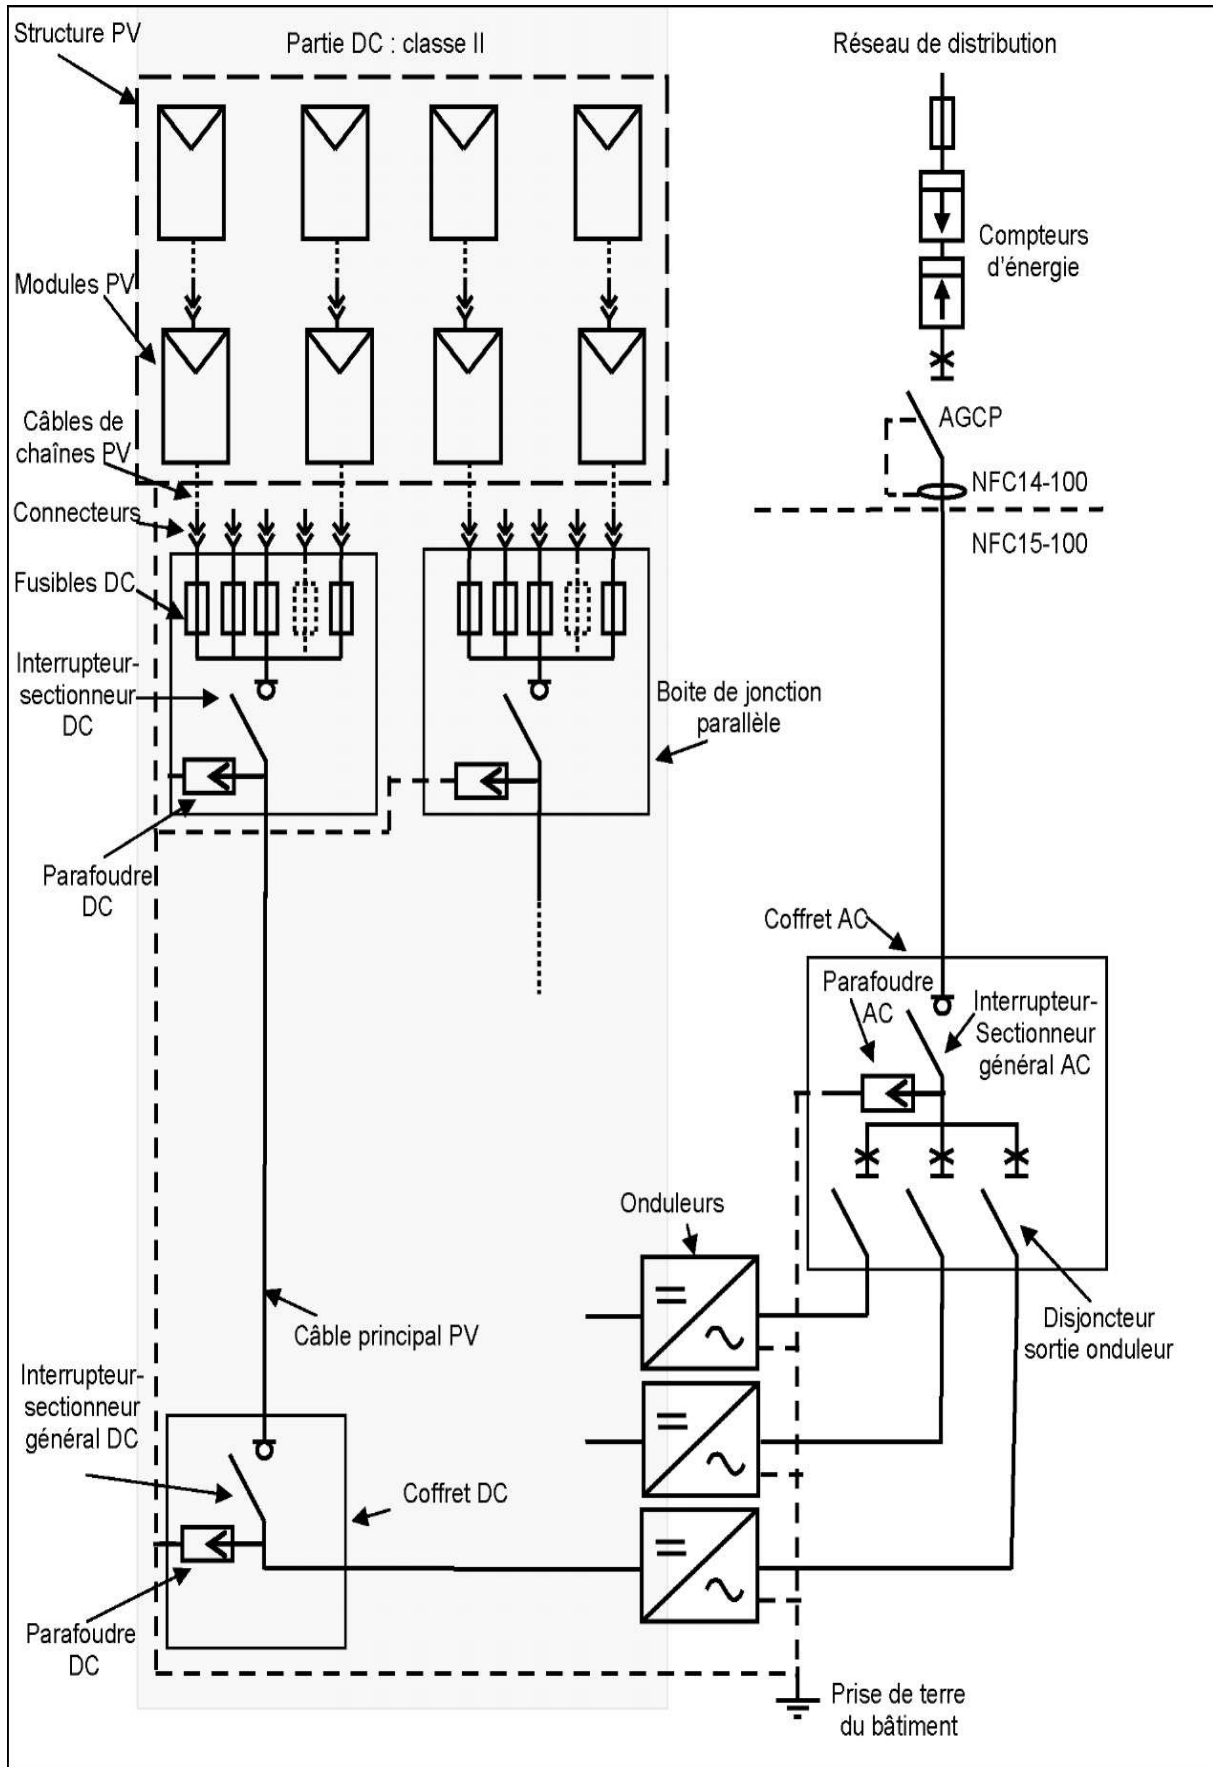 Structure PV
Partie DC : classe II
Réseau de distribution
Compteurs
d'énergie
Modules PV
AGCP
Câbles de
chaînes PV
NFC14-100
Connecteurs
NFC15-100
Fusibles DC
Interrupteur-
sectionneur
DC
Boite de jonction
parallèle
Parafoudre
DC
Coffret AC
Parafoudre
AC
Interrupteur-
Sectionneur
général AC
Onduleurs
Câble principal PV
Disjoncteur
sortie onduleur
Interrupteur-
sectionneur
général DC
Coffret DC
Parafoudre
DC
Prise de terre
du bâtiment